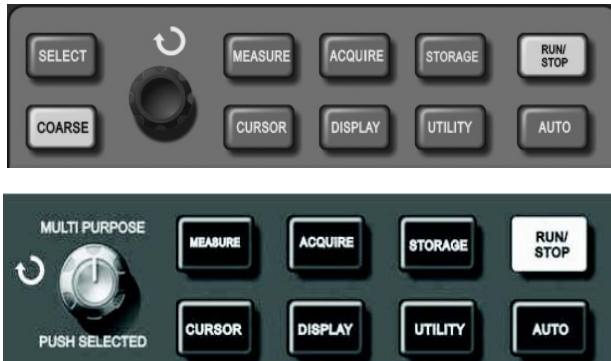 SELECT MEASURE ACQUIRE STORAGE RUN/
STOP
COARSE CURSOR DISPLAY UTILITY AUTO
MULTI PURPOSE
MEASURE ACQUIRE STORAGE RUN/
STOP
PUSH SELECTED
CURSOR DISPLAY UTILITY AUTO